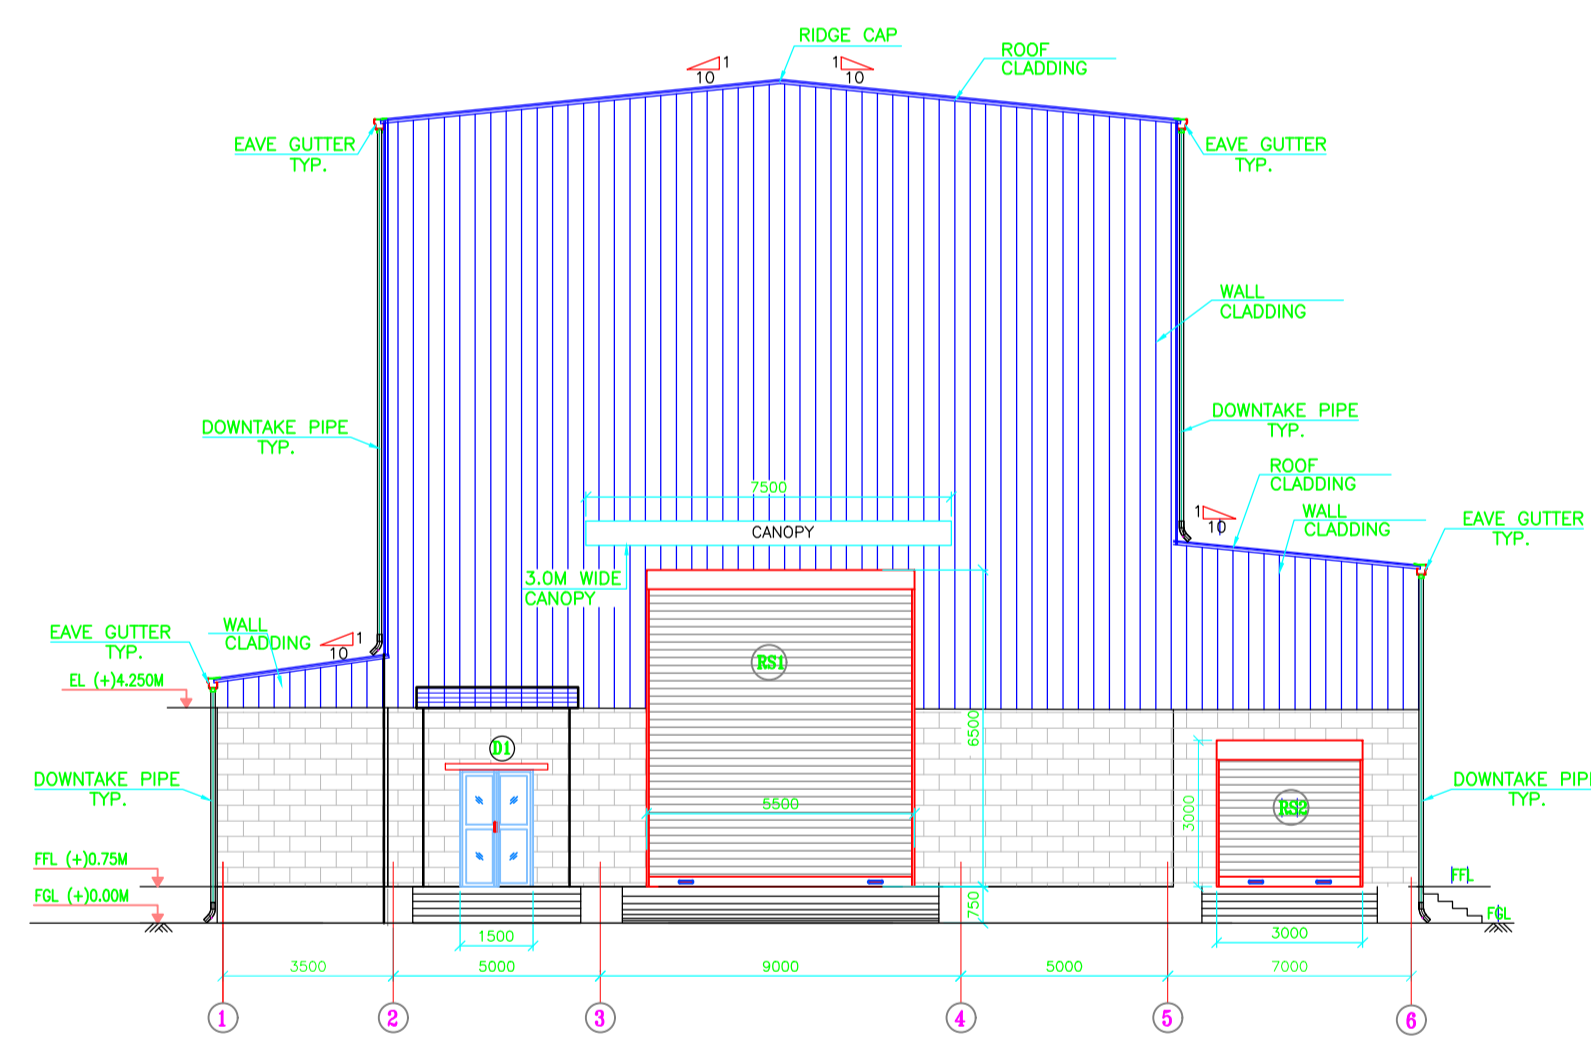 RIDGE CAP
1
10
1
10
ROOF
CLADDING
EAVE GUTTER
TYP.
EAVE GUTTER
TYP.
WALL
CLADDING
DOWNTAKE PIPE
TYP.
DOWNTAKE PIPE
TYP.
ROOF
CLADDING
7500
CANOPY
1
10
WALL
CLADDING
EAVE GUTTER
TYP.
3.0M WIDE
CANOPY
EAVE GUTTER
TYP.
WALL
CLADDING
1
10
RS1
EL (+)4.250M
6500
D1
DOWNTAKE PIPE
TYP.
DOWNTAKE PIP
TYP.
5500
3000
RS2
FFL (+)0.75M
FFL
FGL (+)0.00M
750
FGL
1500
3000
3500
5000
9000
5000
7000
1
2
3
4
5
6